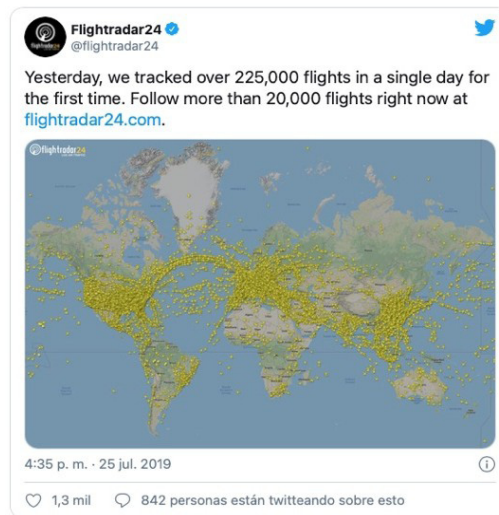 Flightradar24
@flightradar24
Yesterday, we tracked over 225,000 flights in a single day for
the first time. Follow more than 20,000 flights right now at
flightradar24.com.
flightradar24
4:35 p. m. · 25 jul. 2019
1,3 mil
842 personas están twitteando sobre esto